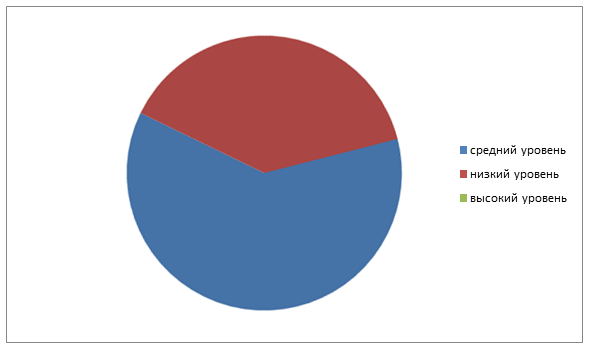 средний уровень
низкий уровень
высокий уровень